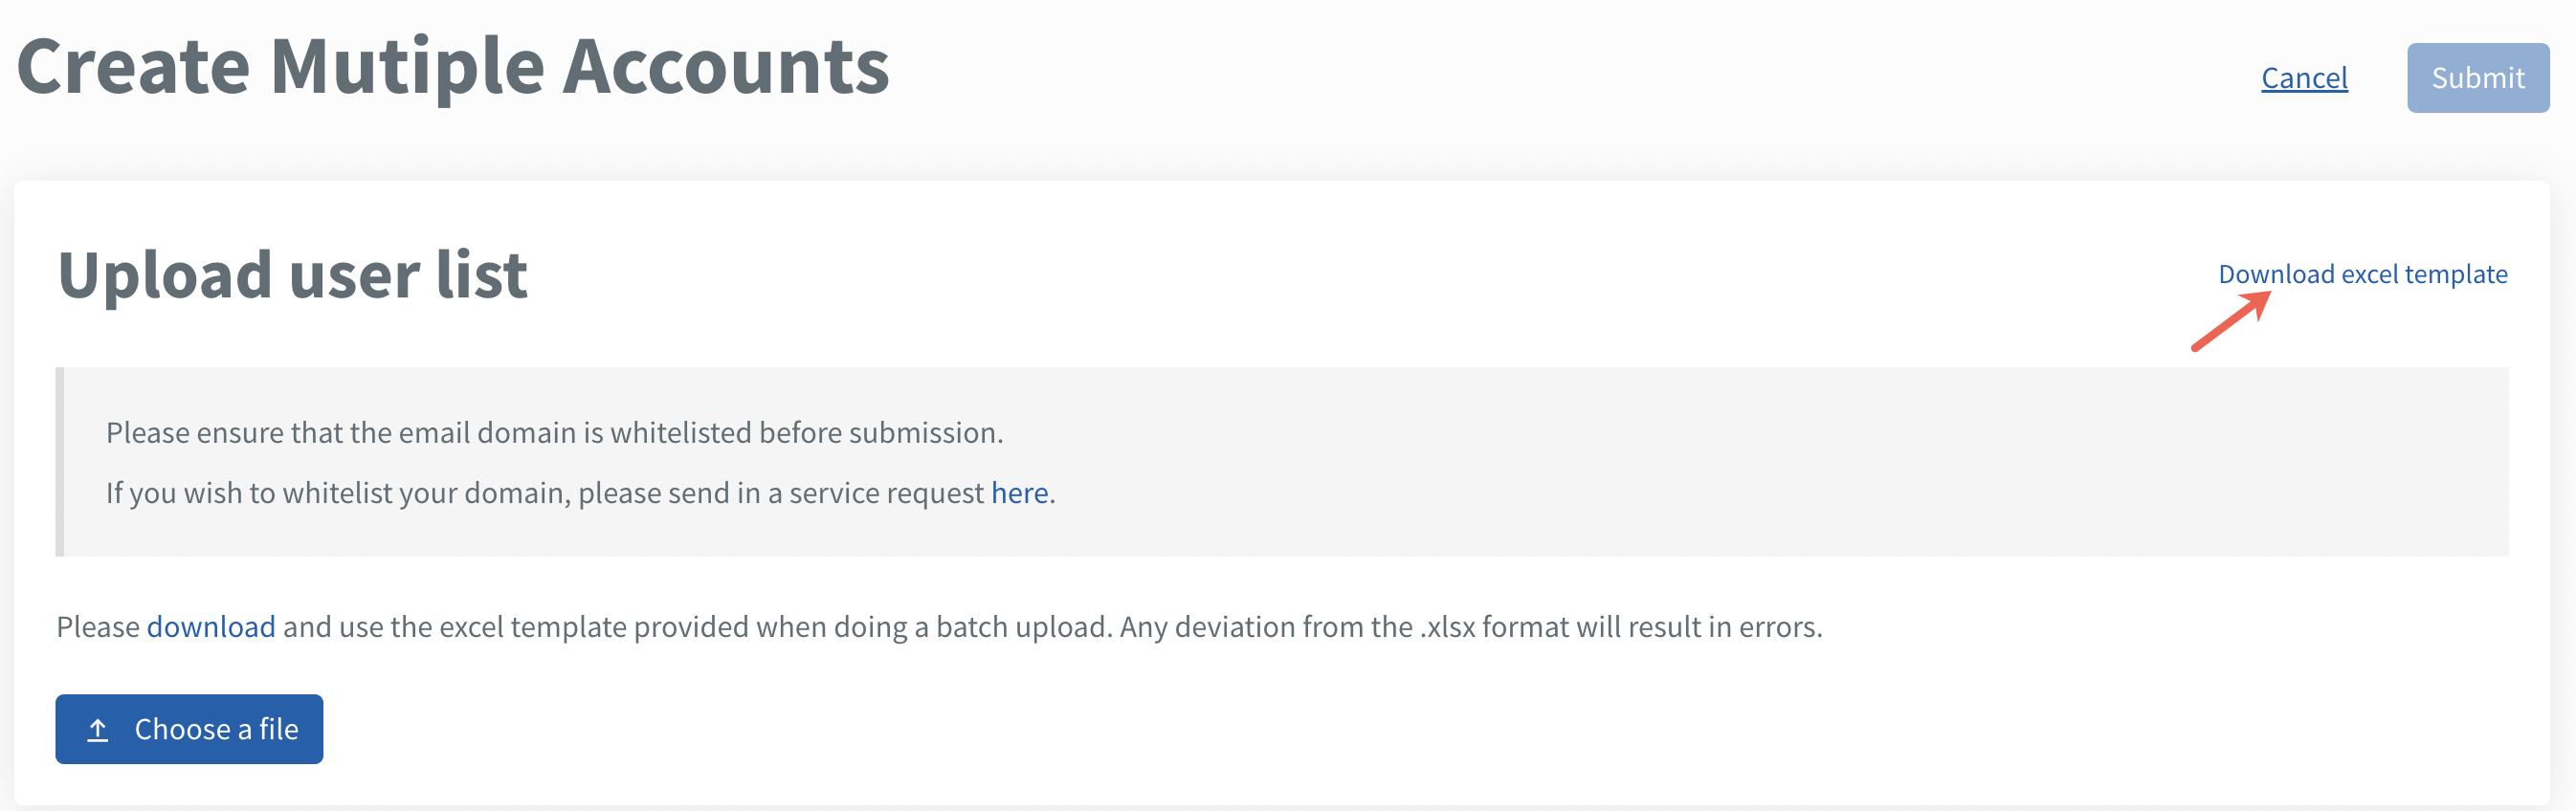 Create Mutiple Accounts
Cancel
Submit
Upload user list
Download excel template
Please ensure that the email domain is whitelisted before submission.
If you wish to whitelist your domain, please send in a service request here.
Please download and use the excel template provided when doing a batch upload. Any deviation from the .xlsx format will result in errors.
Choose a file